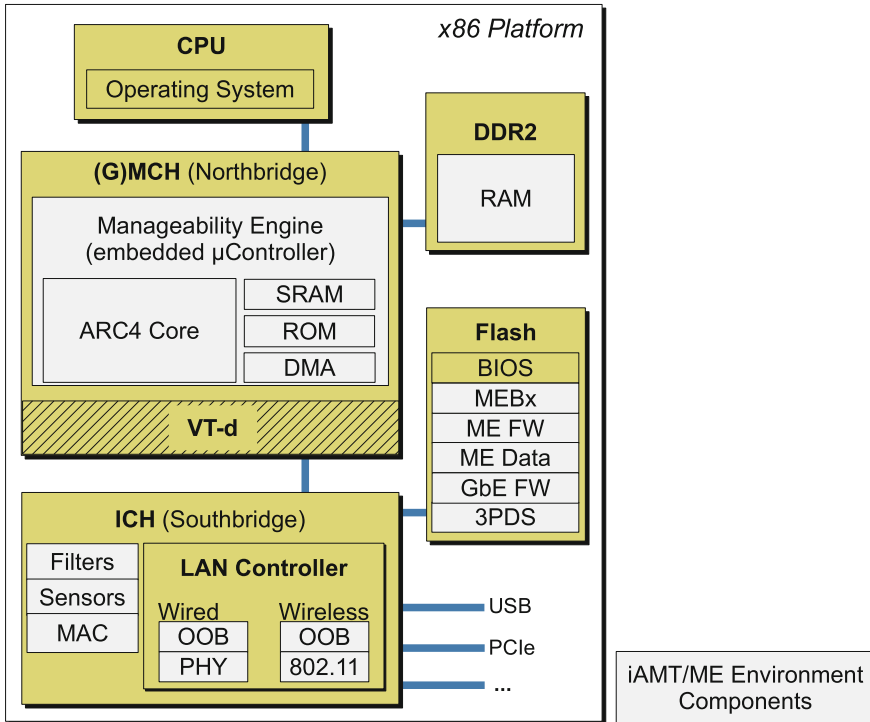 x86 Platform
CPU
Operating System
(G)MCH (Northbridge)
Manageability Engine
(embedded µController)
ARC4 Core
SRAM
ROM
DMA
VT-d
DDR2
RAM
Flash
BIOS
MEBx
ME FW
ME Data
GbE FW
3PDS
ICH (Southbridge)
Filters
Sensors
MAC
LAN Controller
Wired
OOB
PHY
Wireless
OOB
802.11
USB
PCIe
...
iAMT/ME Environment
Components